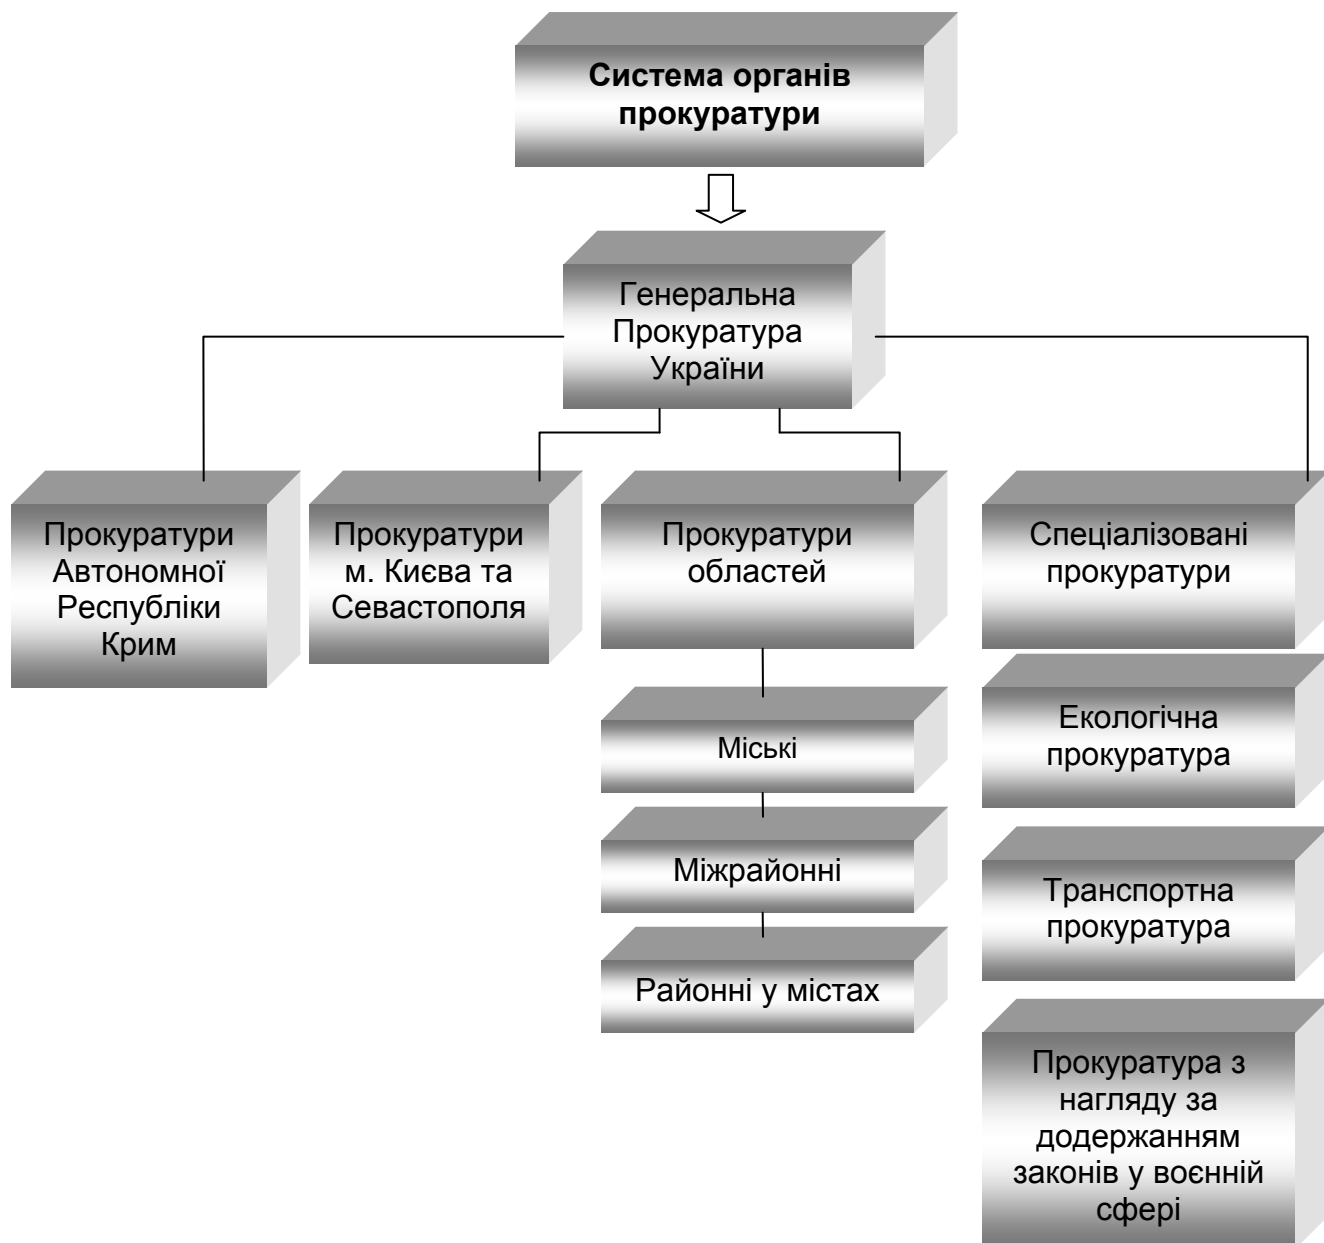 Система органів
прокуратури
Генеральна
Прокуратура
України
Прокуратури
Автономної
Республіки
Крим
Прокуратури
м. Києва та
Севастополя
Прокуратури
областей
Міські
Міжрайонні
Районні у містах
Спеціалізовані
прокуратури
Екологічна
прокуратура
Транспортна
прокуратура
Прокуратура з
нагляду за
додержанням
законів у воєнній
сфері